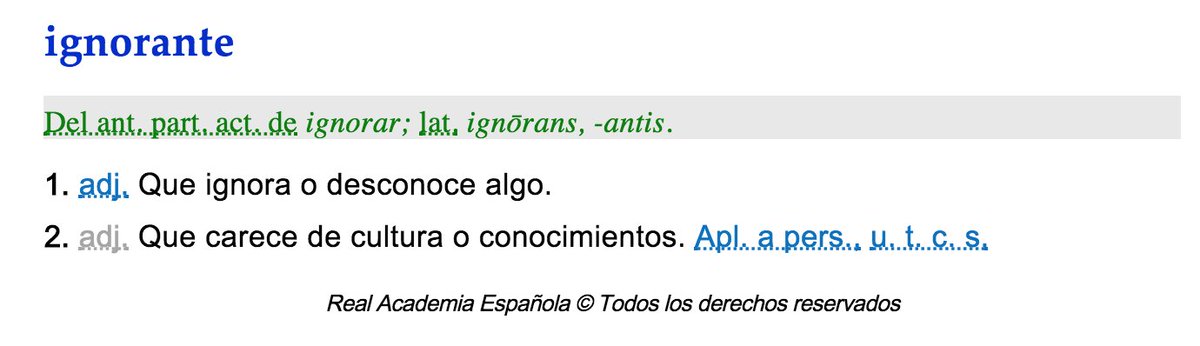 ignorante
Del ant. part. act. de ignorar; lat. ignōrans, -antis.
1. adj. Que ignora o desconoce algo.
2. adj. Que carece de cultura o conocimientos. Apl. a pers., u. t. c. s.
Real Academia Española © Todos los derechos reservados